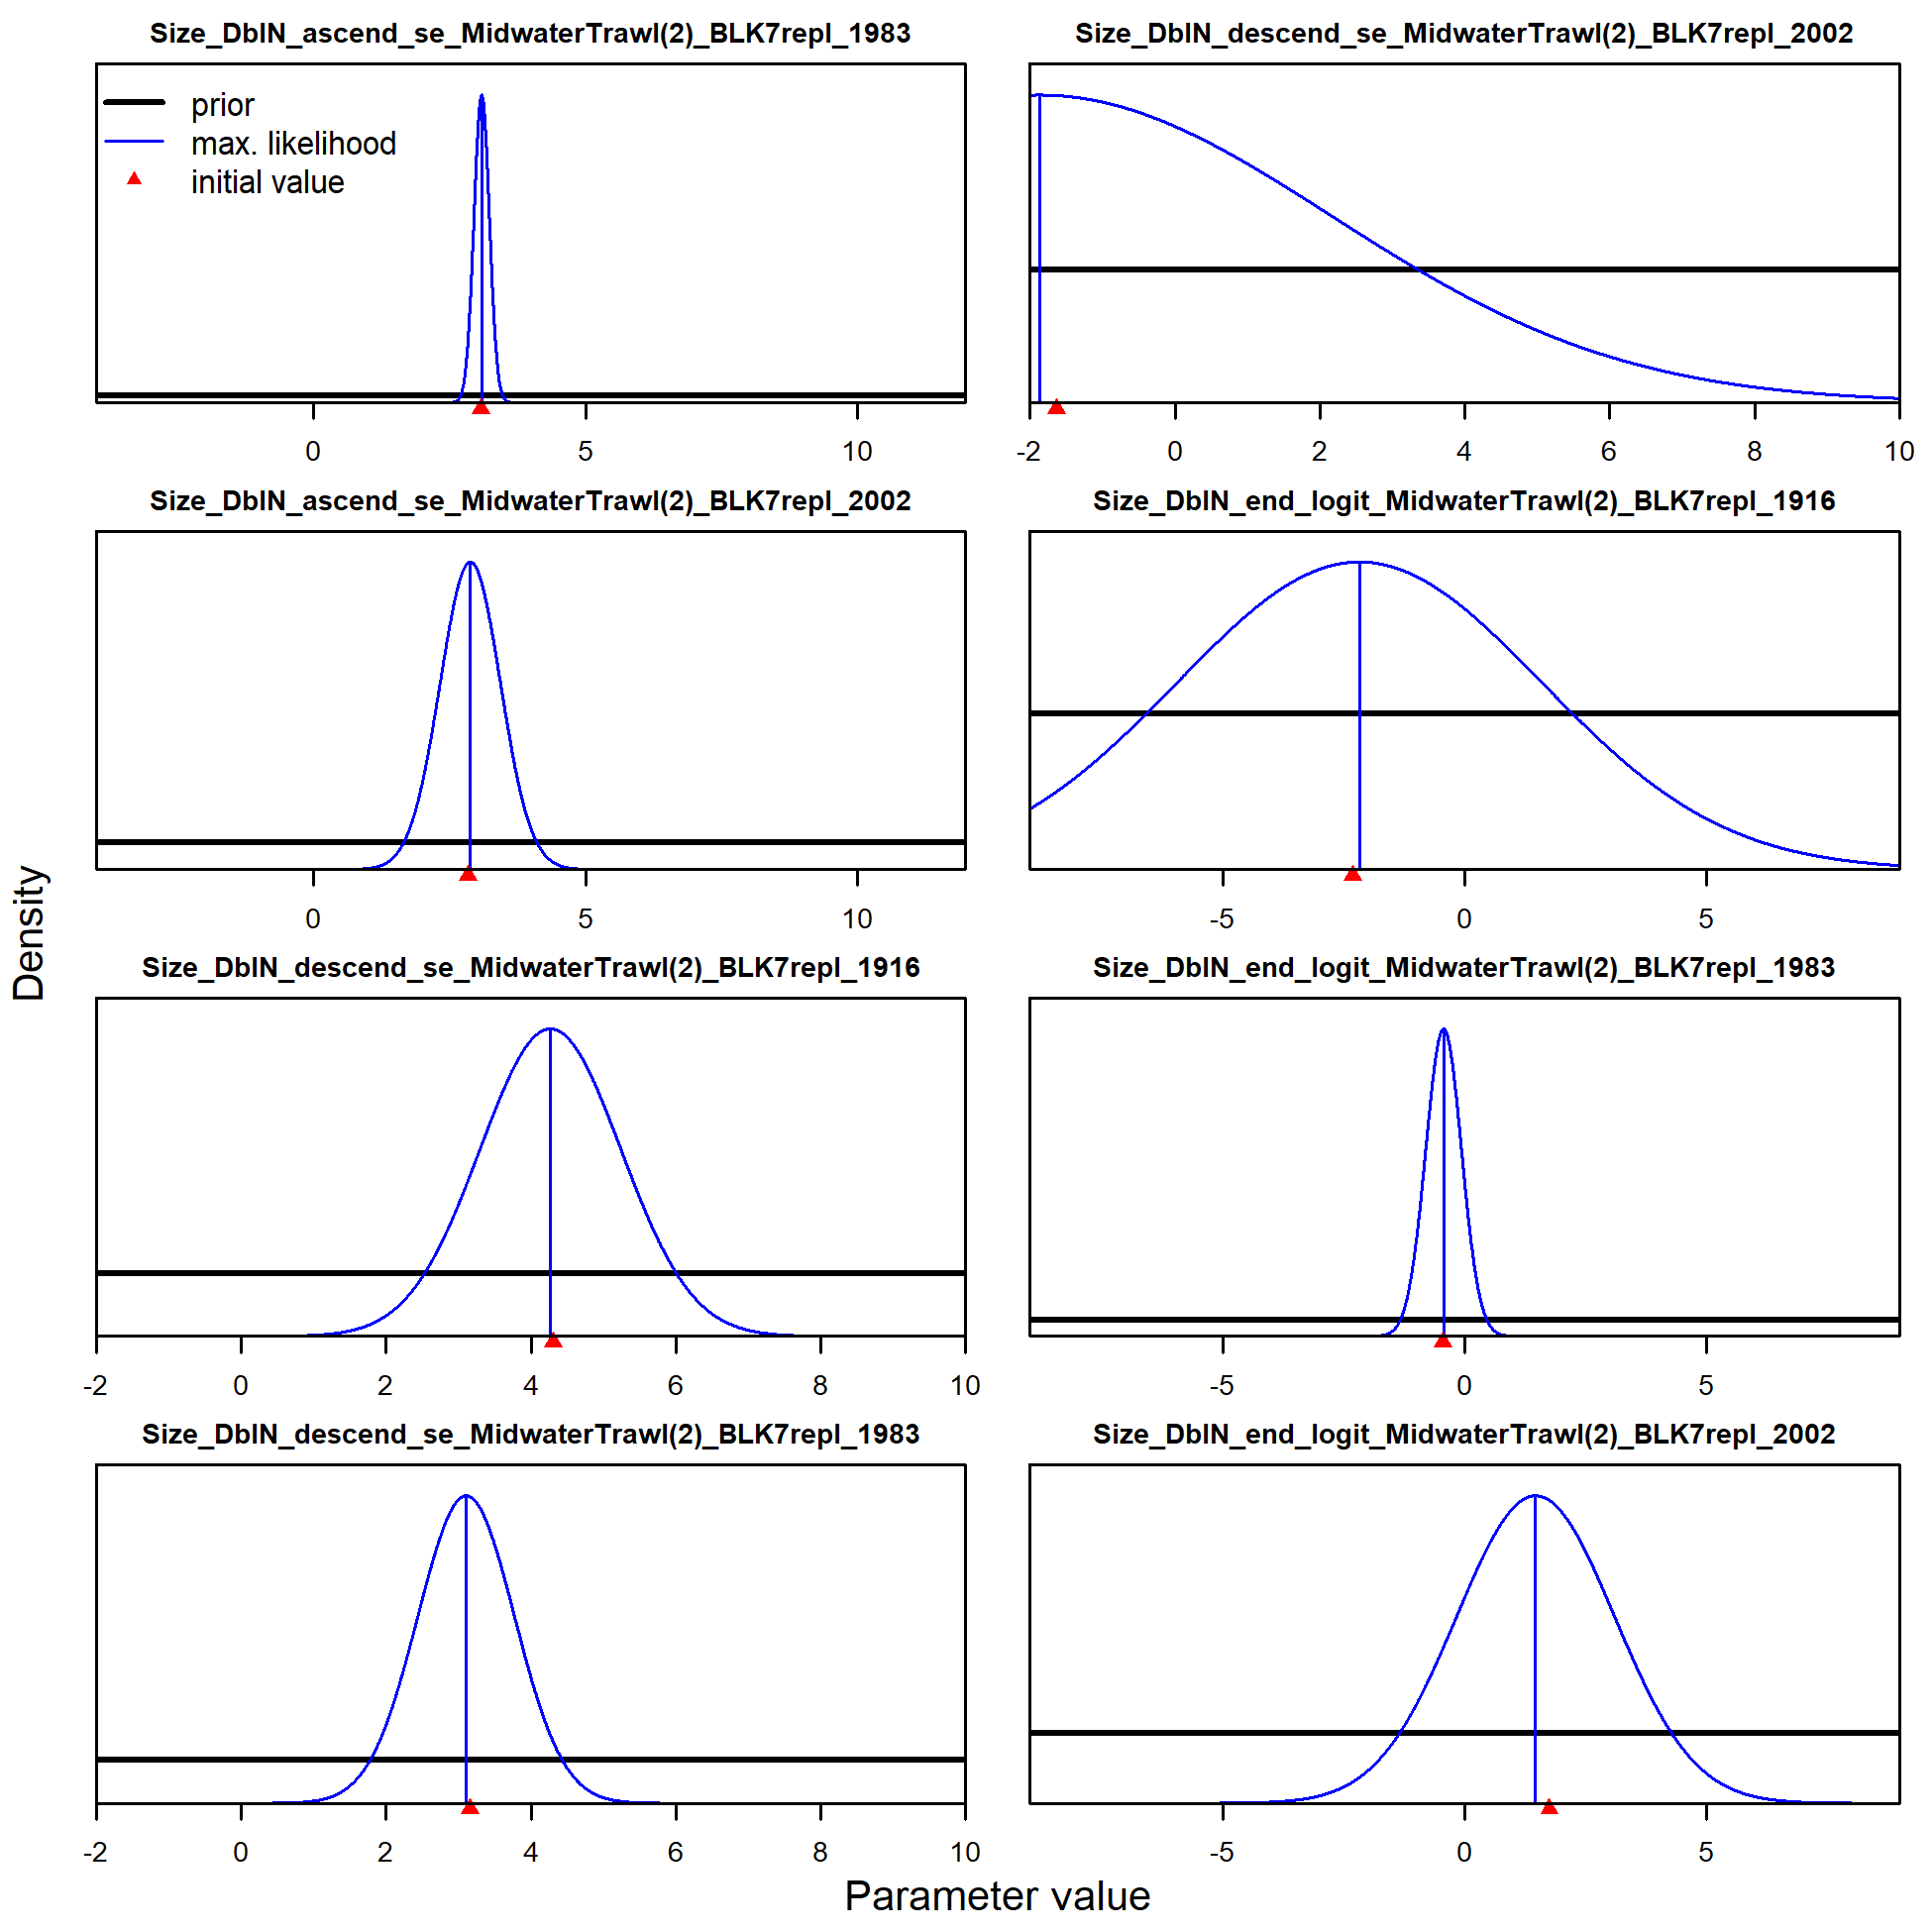 Size_DblN_ascend_se_MidwaterTrawl(2)_BLK7repl_1983
prior
max. likelihood
initial value
0 5 10
Size_DblN_descend_se_MidwaterTrawl(2)_BLK7repl_2002
-2 0 2 4 6 8 10
Size_DblN_ascend_se_MidwaterTrawl(2)_BLK7repl_2002
0 5 10
Size_DblN_end_logit_MidwaterTrawl(2)_BLK7repl_1916
-5 0 5
Size_DblN_descend_se_MidwaterTrawl(2)_BLK7repl_1916
-2 0 2 4 6 8 10
Size_DblN_end_logit_MidwaterTrawl(2)_BLK7repl_1983
-5 0 5
Size_DblN_descend_se_MidwaterTrawl(2)_BLK7repl_1983
-2 0 2 4 6 8 10
Size_DblN_end_logit_MidwaterTrawl(2)_BLK7repl_2002
-5 0 5
Density
Parameter value